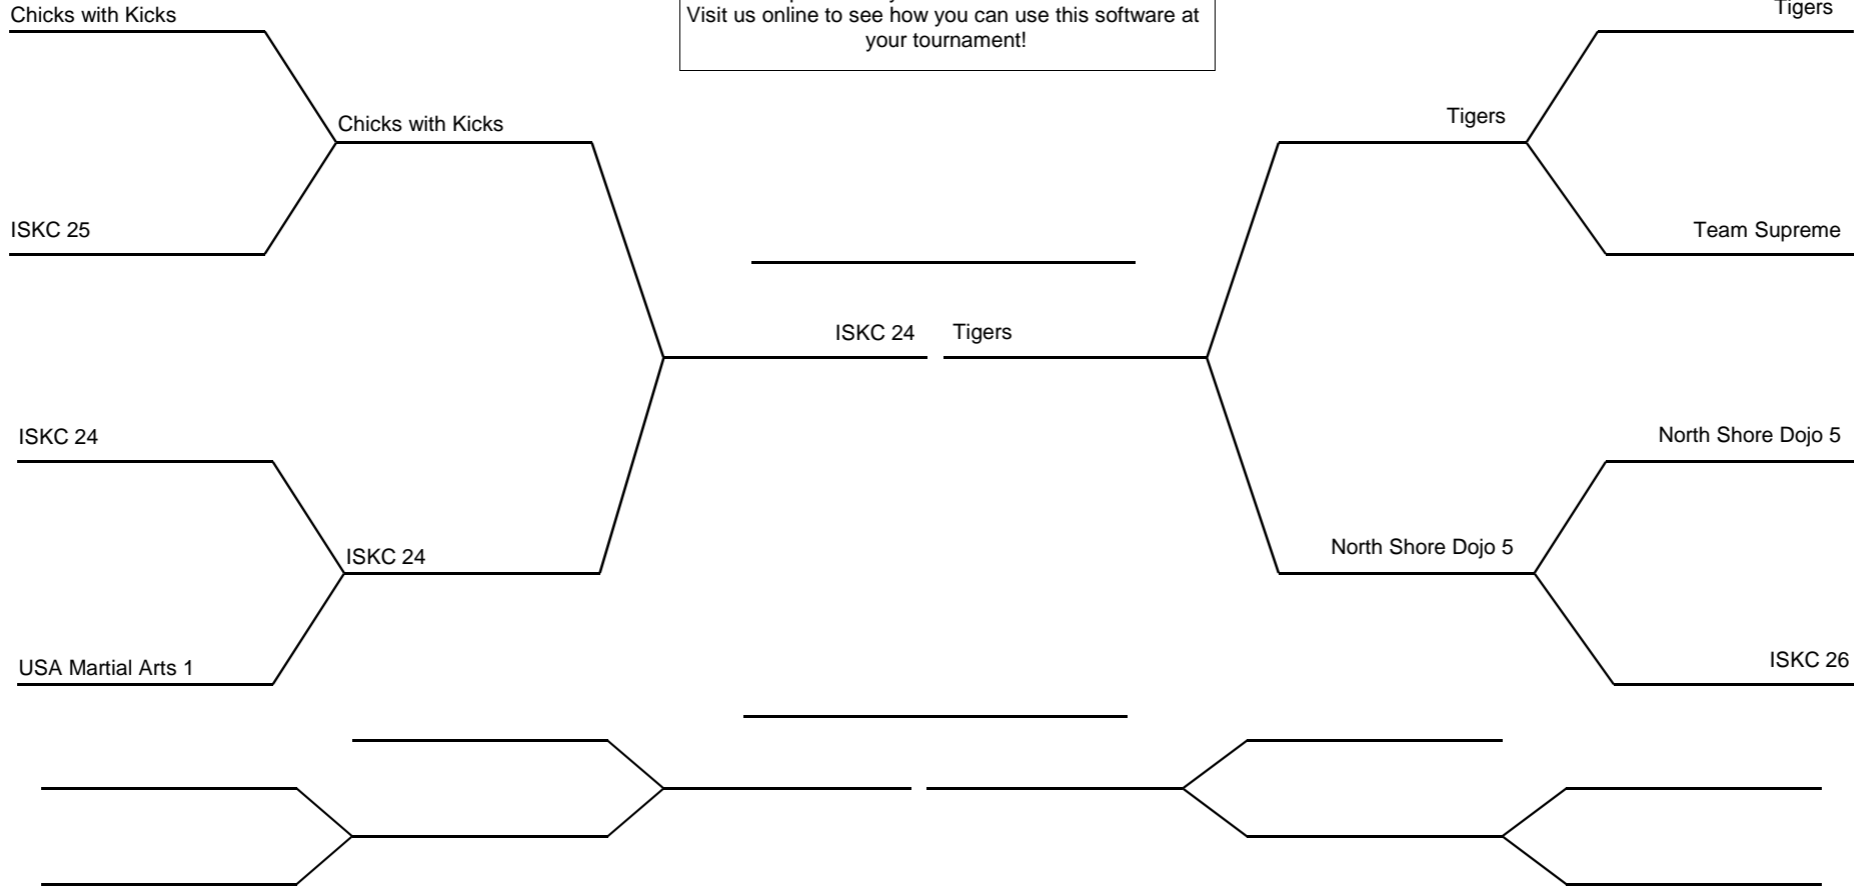 Chicks with Kicks
Visit us online to see how you can use this software at
your tournament!
Tigers
Chicks with Kicks
Tigers
ISKC 25
Team Supreme
ISKC 24
Tigers
ISKC 24
North Shore Dojo 5
ISKC 24
North Shore Dojo 5
USA Martial Arts 1
ISKC 26